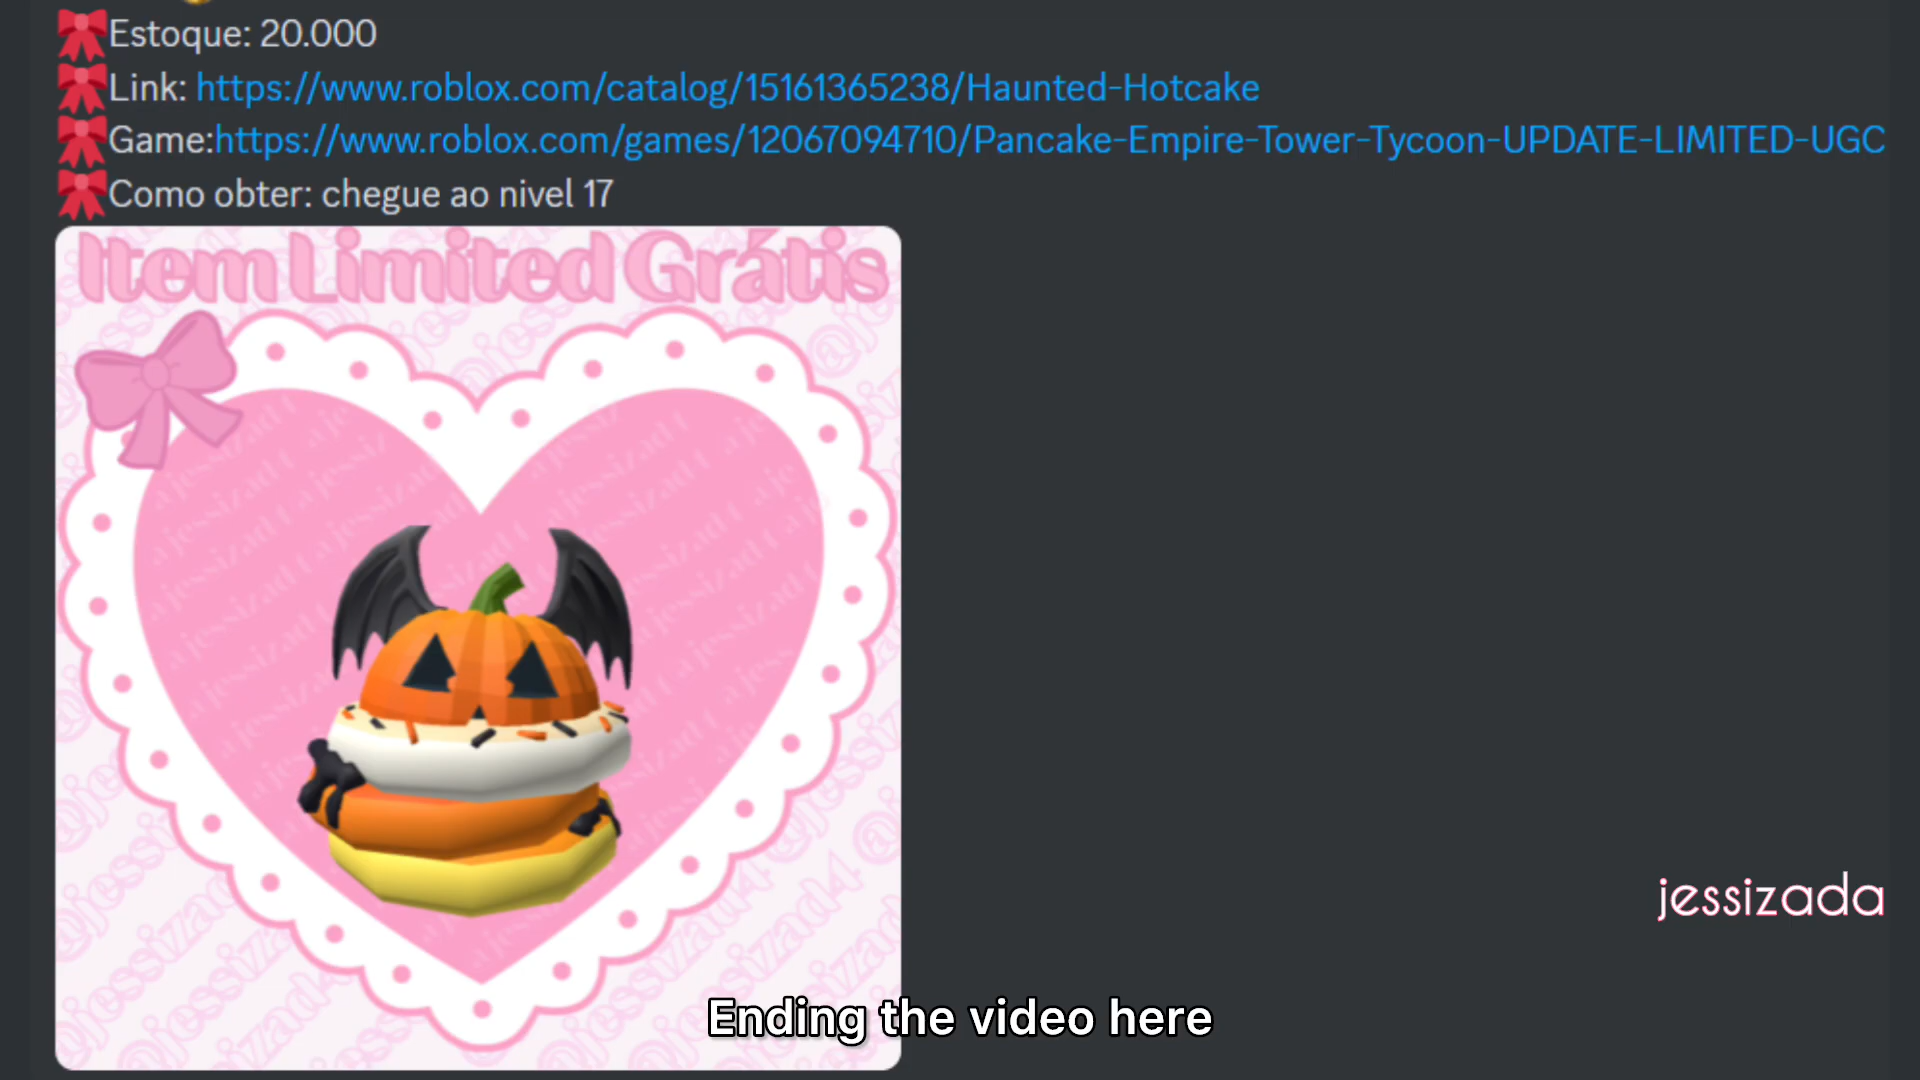 Estoque: 20.000
Link: https://www.roblox.com/catalog/15161365238/Haunted-Hotcake
Game:https://www.roblox.com/games/12067094710/Pancake-Empire-Tower-Tycoon-UPDATE-LIMITED-UGC
Como obter: chegue ao nivel 17
Item Limited Grátis
jessizada
Ending the video here